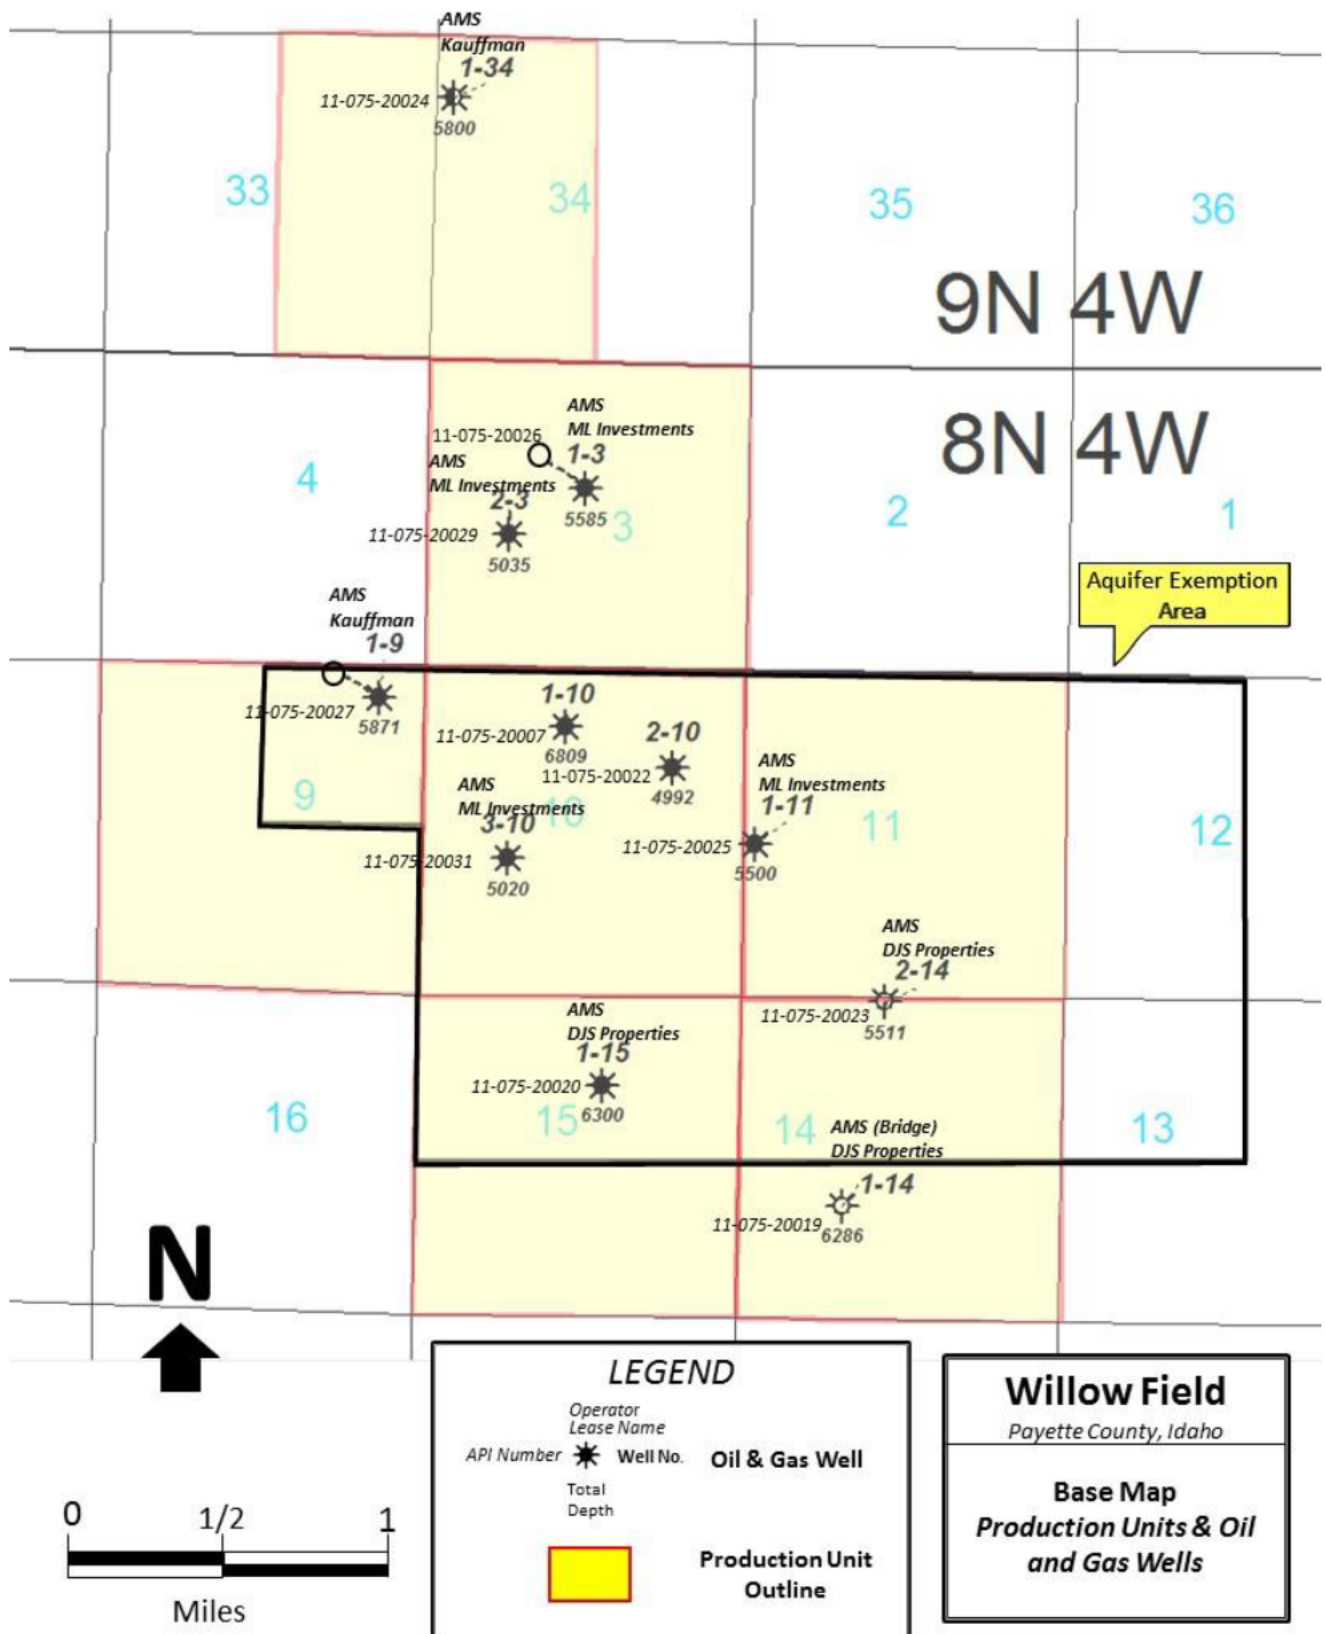 AMS
Kauffman
1-34
11-075-20024
5800
33
34
35
36
9N 4W
8N 4W
AMS
ML Investments
11-075-20026
1-3
5585
AMS
ML Investments
2-3
11-075-20029
5035
4
3
2
1
Aquifer Exemption
Area
AMS
Kauffman
1-9
11-075-20027
5871
1-10
11-075-20007
6809
2-10
11-075-20022
4992
AMS
ML Investments
1-11
11-075-20025
5500
9
10
11
12
AMS
ML Investments
3-10
11-075-20031
5020
AMS
DJS Properties
2-14
11-075-20023
5511
AMS
DJS Properties
1-15
11-075-20020
6300
16
15
14
13
AMS (Bridge)
DJS Properties
1-14
11-075-20019
6286
N
0 1/2 1
Miles
LEGEND
Operator
Lease Name
API Number Well No. Oil & Gas Well
Total
Depth
Production Unit
Outline
Willow Field
Payette County, Idaho
Base Map
Production Units & Oil
and Gas Wells